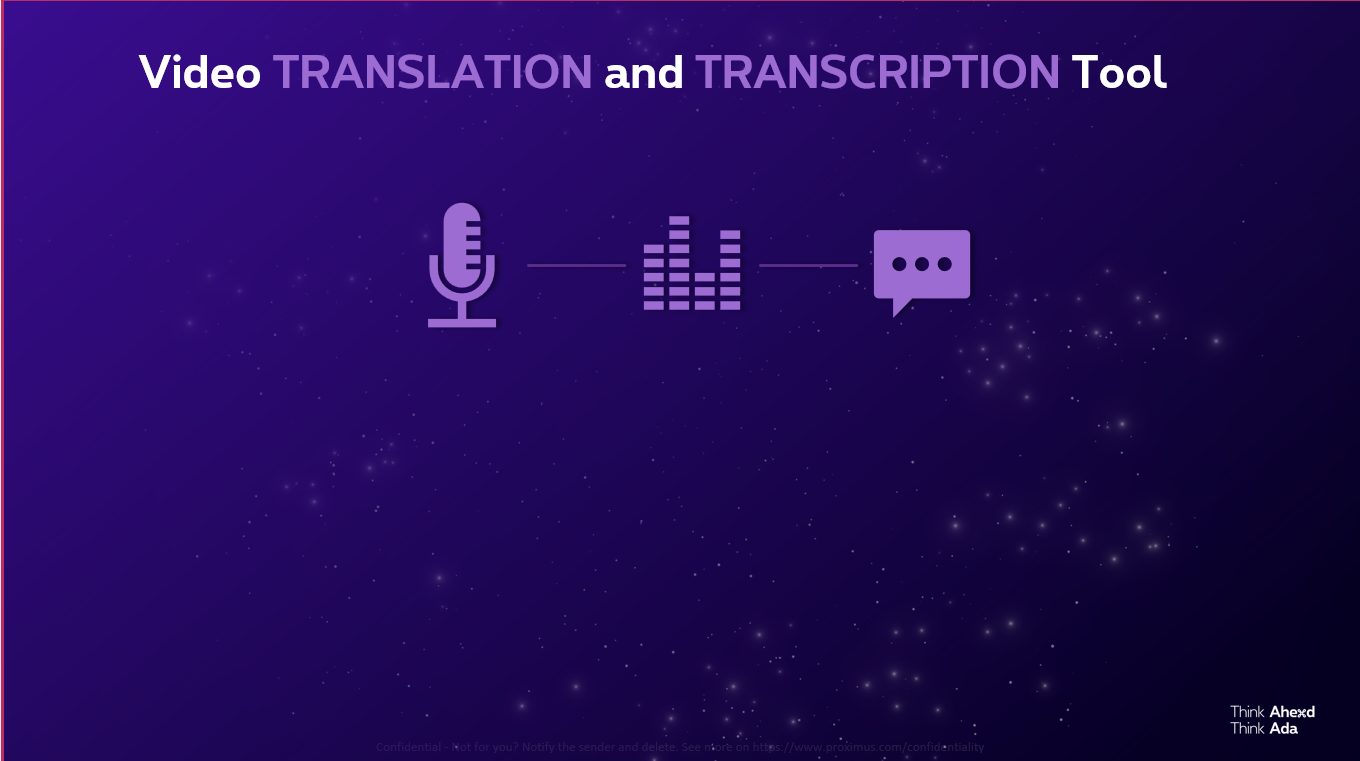 Video TRANSLATION and TRANSCRIPTION Tool
Think Ahead
Think Ada
Confidential - Not for you? Notify the sender and delete. See more on https://www.proximus.com/confidentiality